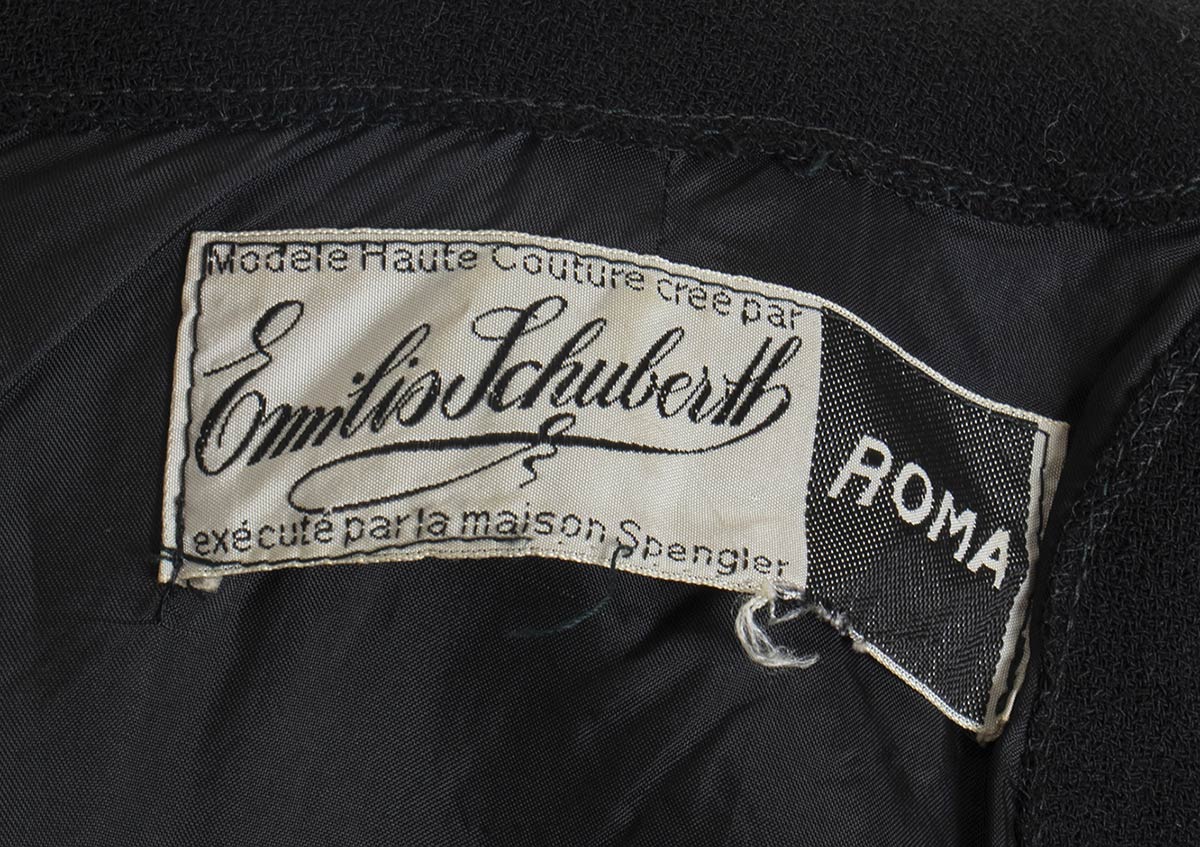 Modele Haute Couture crée par
Emilio Schuberth
ROMA
exécuté par la maison Spengler